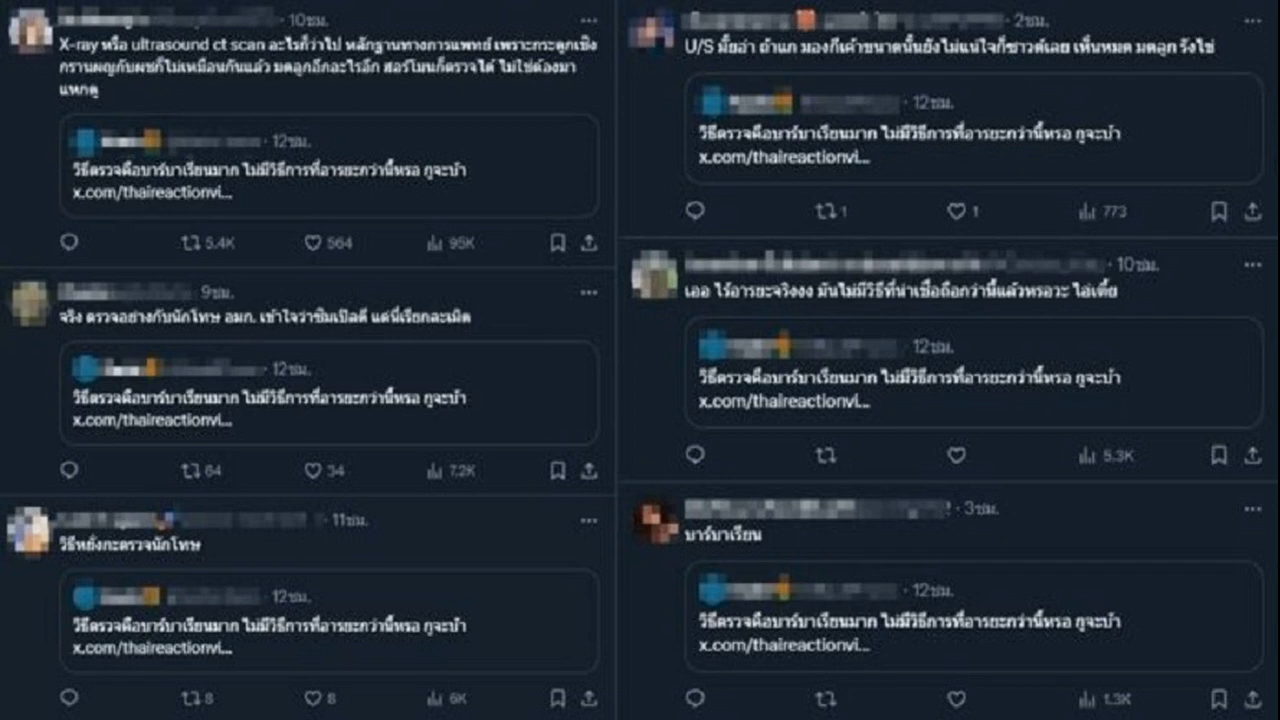 10ชม.
X-ray หรือ ultrasound ct scan อะไรก็ว่าไป หลักฐานทางการแพทย์ เพราะกระดูกเชิง
กรานผญกับผชก็ไม่เหมือนกันแล้ว มดลูกอีกอะไรอีก ฮอร์โมนก็ตรวจได้ ไม่ใช่ต้องมา
แหกดู
12ชม.
วิธีตรวจคือบาร์บาเรียนมาก ไม่มีวิธีการที่อารยะกว่านี้หรอ กูจะบ้า
x.com/thaireactionvi...
5.4K 564 95K
9ชม.
จริง ตรวจอย่างกับนักโทษ อมก. เข้าใจว่าซิมเปิลดี แต่นี่เรียกละเมิด
12ชม.
วิธีตรวจคือบาร์บาเรียนมาก ไม่มีวิธีการที่อารยะกว่านี้หรอ กูจะบ้า
x.com/thaireactionvi...
64 34 7.2K
11ชม.
วิธีหยั่งกะตรวจนักโทษ
12ชม.
วิธีตรวจคือบาร์บาเรียนมาก ไม่มีวิธีการที่อารยะกว่านี้หรอ กูจะบ้า
x.com/thaireactionvi...
8 8 6K
2ชม.
U/S มั้ยล่า ถ้าแก มองกีเค้าขนาดนั้นยังไม่แน่ใจก็ซาวด์เลย เห็นหมด มดลูก รังไข่
12ชม.
วิธีตรวจคือบาร์บาเรียนมาก ไม่มีวิธีการที่อารยะกว่านี้หรอ กูจะบ้า
x.com/thaireactionvi...
1 1 773
10ชม.
เออ ไร้อารยะจริงงง มันไม่มีวิธีที่น่าเชื่อถือกว่านี้แล้วหรอวะ ไอ่เหี้ย
12ชม.
วิธีตรวจคือบาร์บาเรียนมาก ไม่มีวิธีการที่อารยะกว่านี้หรอ กูจะบ้า
x.com/thaireactionvi...
5.3K
3ชม.
บาร์บาเรียน
12ชม.
วิธีตรวจคือบาร์บาเรียนมาก ไม่มีวิธีการที่อารยะกว่านี้หรอ กูจะบ้า
x.com/thaireactionvi...
1.3K